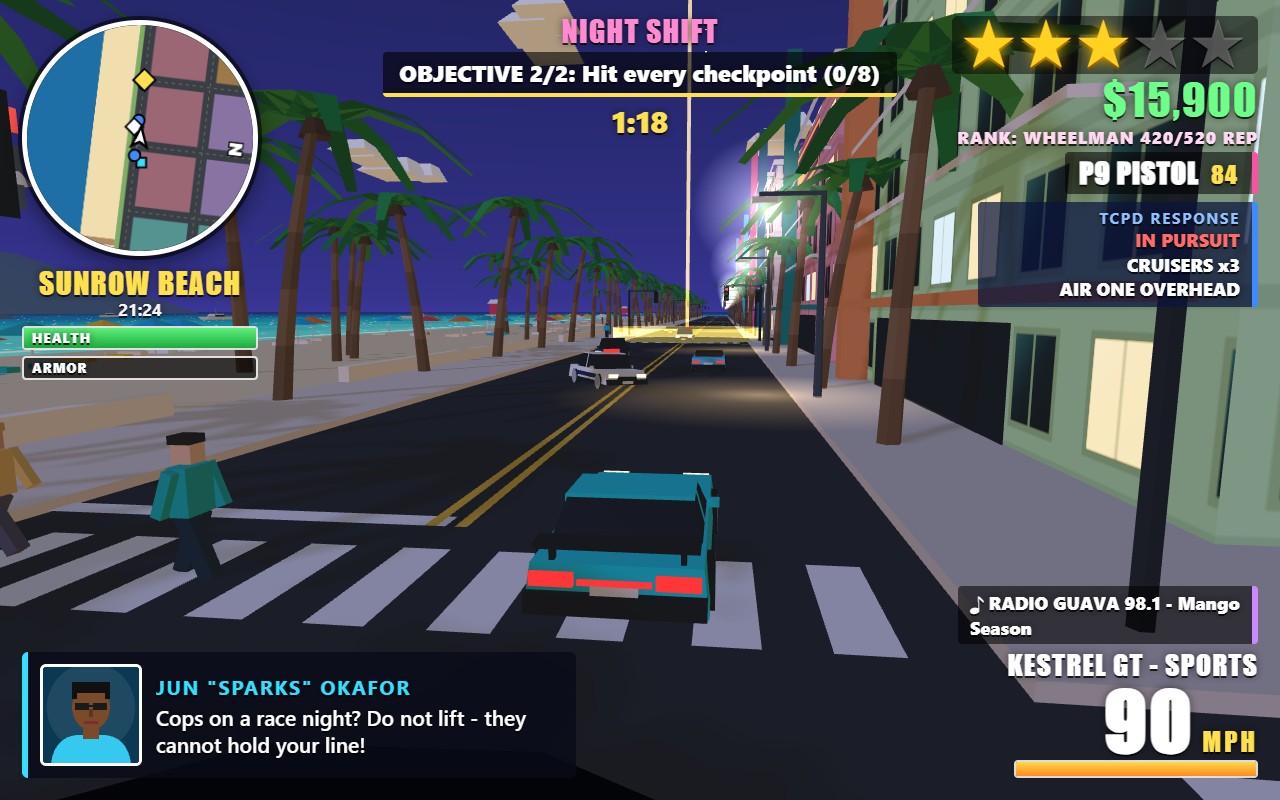 NIGHT SHIFT
OBJECTIVE 2/2: Hit every checkpoint (0/8)
1:18
$15,900
RANK: WHEELMAN 420/520 REP
P9 PISTOL 84
TCPD RESPONSE
IN PURSUIT
CRUISERS x3
AIR ONE OVERHEAD
N
SUNROW BEACH
21:24
HEALTH
ARMOR
♪ RADIO GUAVA 98.1 - Mango
Season
KESTREL GT - SPORTS
90 MPH
JUN "SPARKS" OKAFOR
Cops on a race night? Do not lift - they
cannot hold your line!